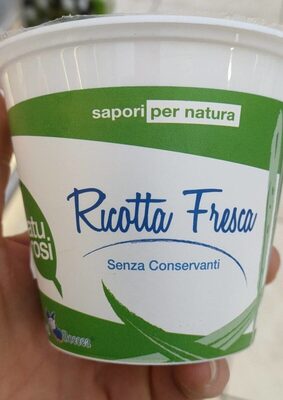 sapori per natura
Ricotta Fresca
Senza Conservanti